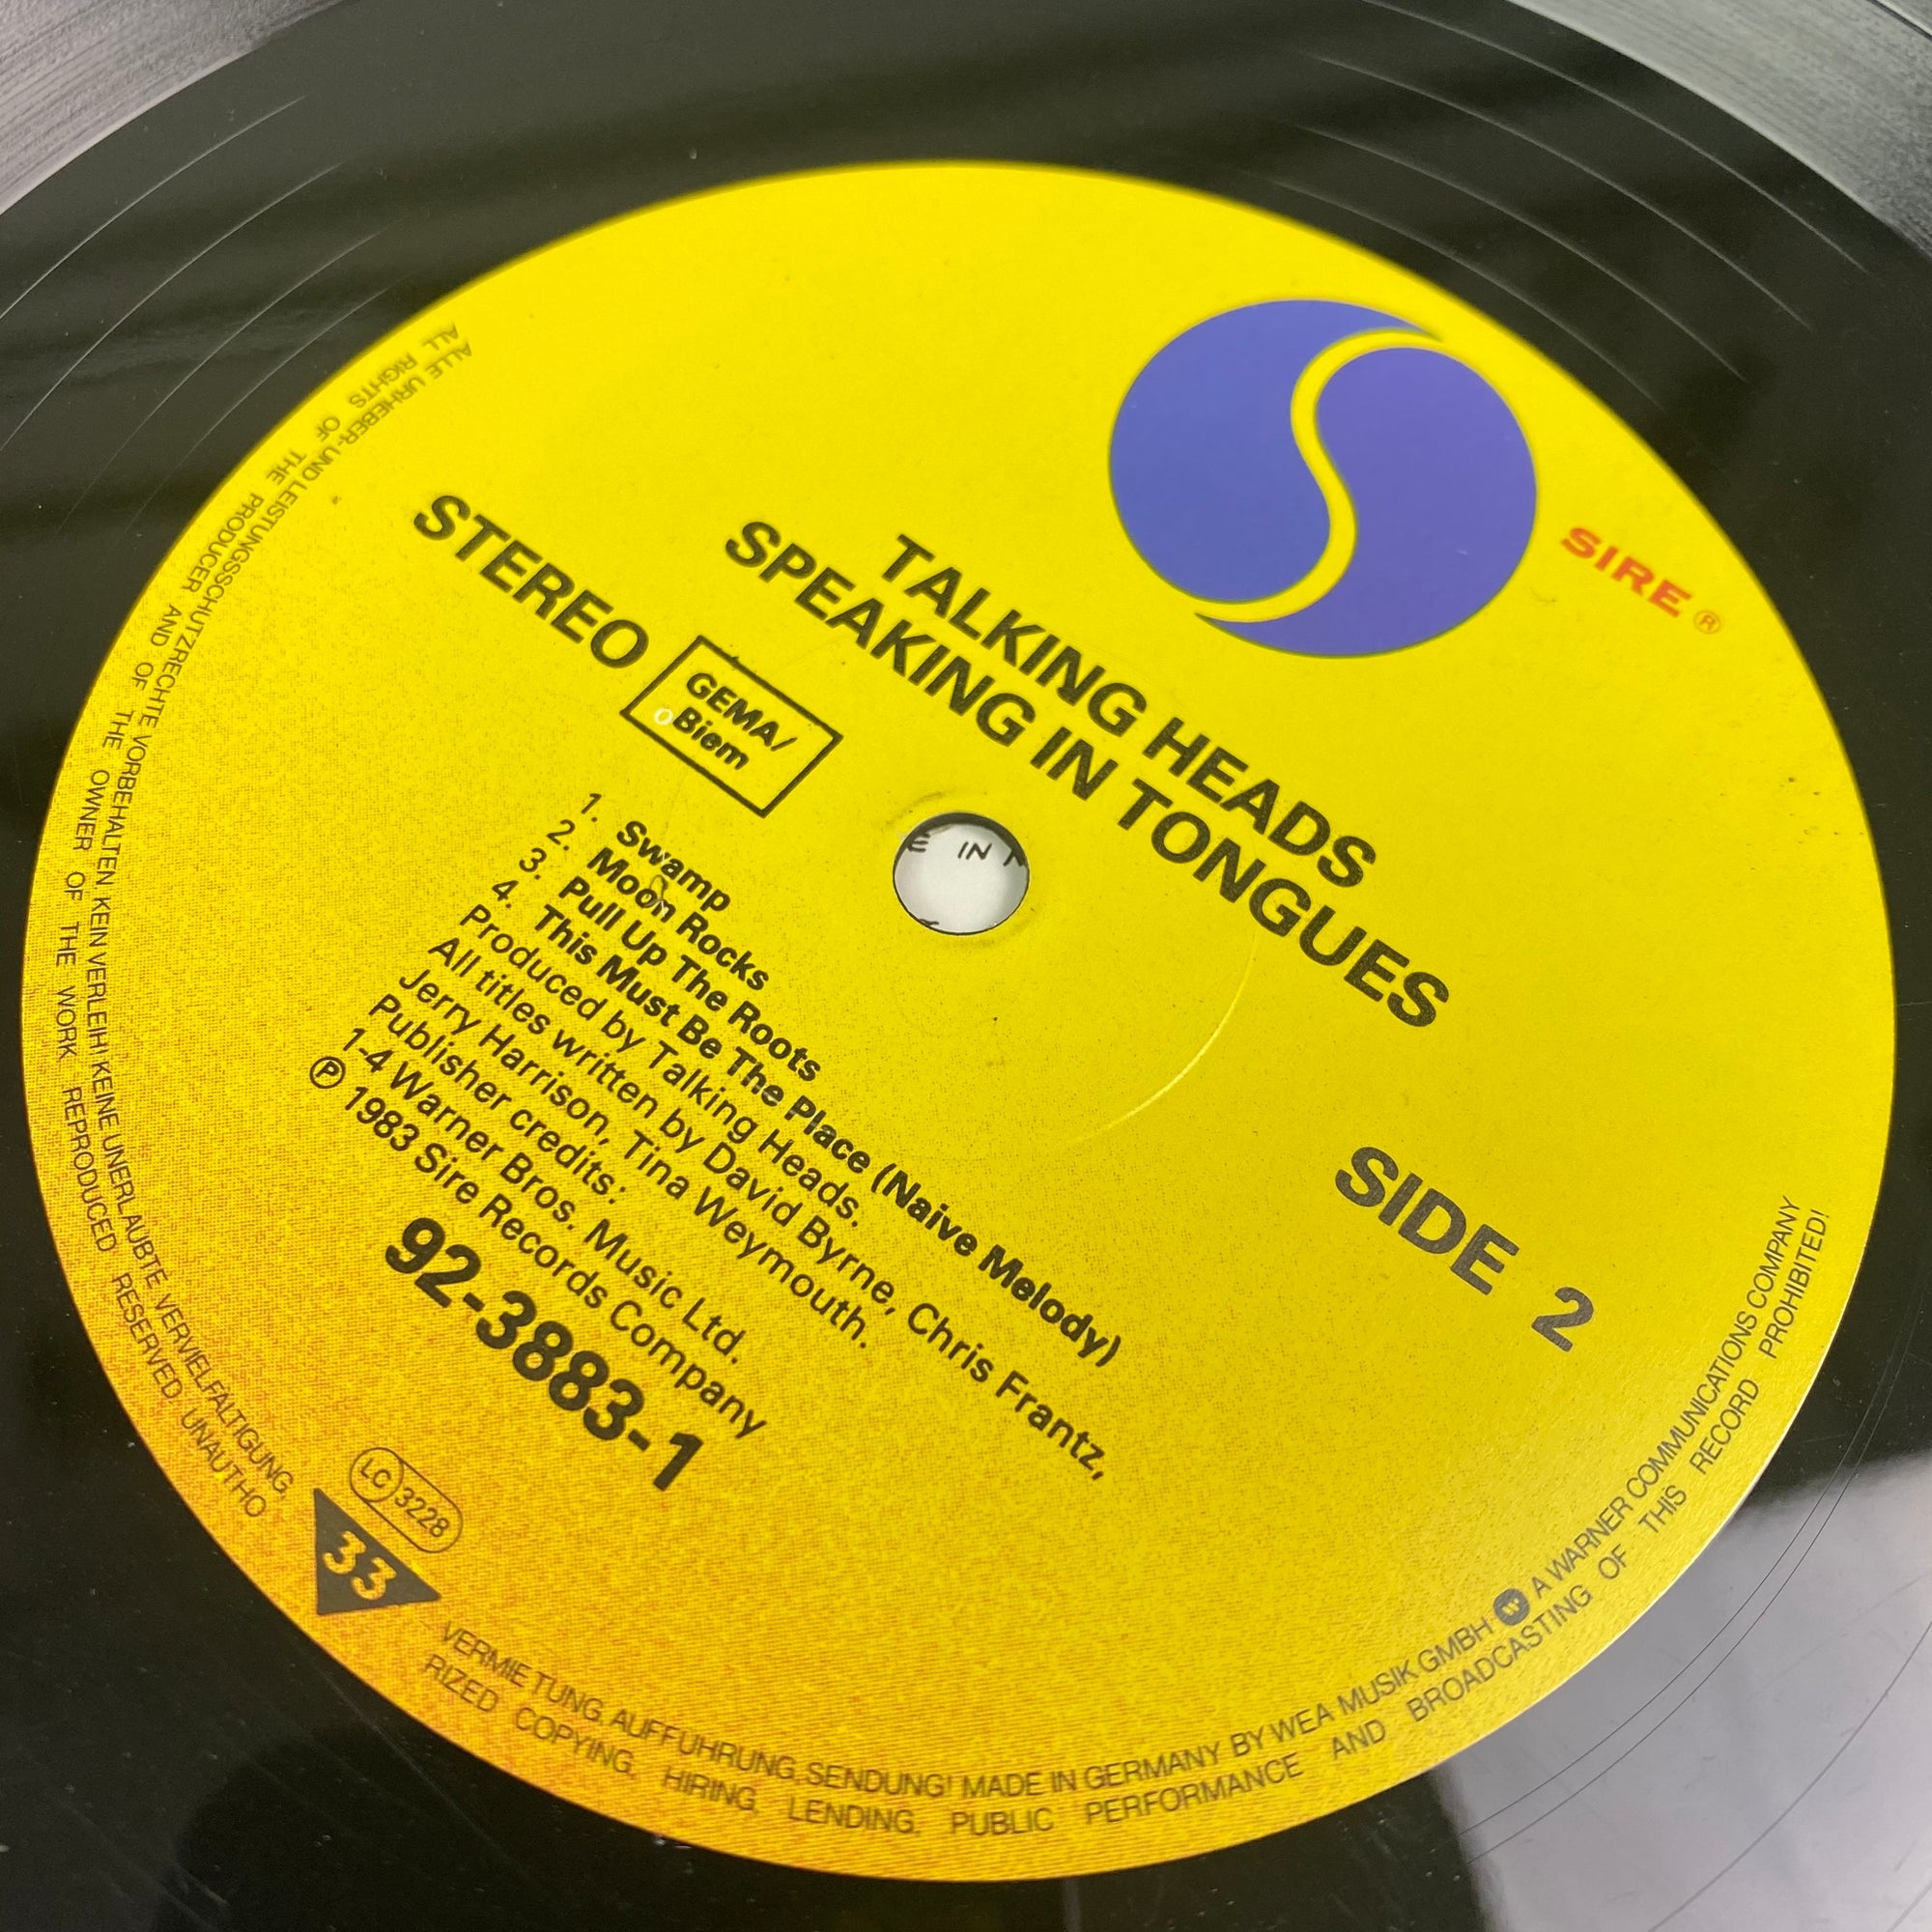 SIRE ®
TALKING HEADS
SPEAKING IN TONGUES
STEREO
GEMA/
Biem
SIDE 2
1. Swamp
2. Moon Rocks
3. Pull Up The Roots
4. This Must Be The Place (Naive Melody)
Produced by Talking Heads.
All titles written by David Byrne, Chris Frantz,
Jerry Harrison, Tina Weymouth.
Publisher credits:
1-4 Warner Bros. Music Ltd.
℗ 1983 Sire Records Company
92-3883-1
LC 3228
33
ALLE URHEBER- UND LEISTUNGSSCHUTZRECHTE VORBEHALTEN KEIN VERLEIH! KEINE UNERLAUBTE VERVIELFALTIGUNG, VERMIETUNG, AUFFUHRUNG, SENDUNG! MADE IN GERMANY BY WEA MUSIK GMBH A WARNER COMMUNICATIONS COMPANY
ALL RIGHTS OF THE PRODUCER AND OF THE OWNER OF THE WORK REPRODUCED RESERVED. UNAUTHORIZED COPYING, HIRING, LENDING, PUBLIC PERFORMANCE AND BROADCASTING OF THIS RECORD PROHIBITED!
IN